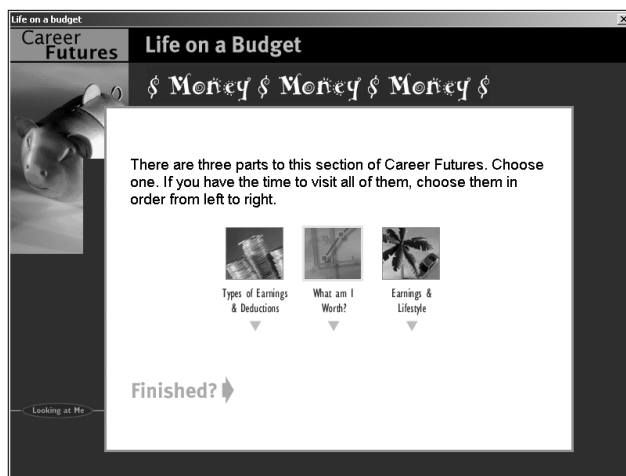 Life on a budget
Career
Futures
Life on a Budget
$ Money $ Money $ Money $
There are three parts to this section of Career Futures. Choose
one. If you have the time to visit all of them, choose them in
order from left to right.
Types of Earnings
& Deductions
What am I
Worth?
Earnings &
Lifestyle
Finished?
Looking at Me